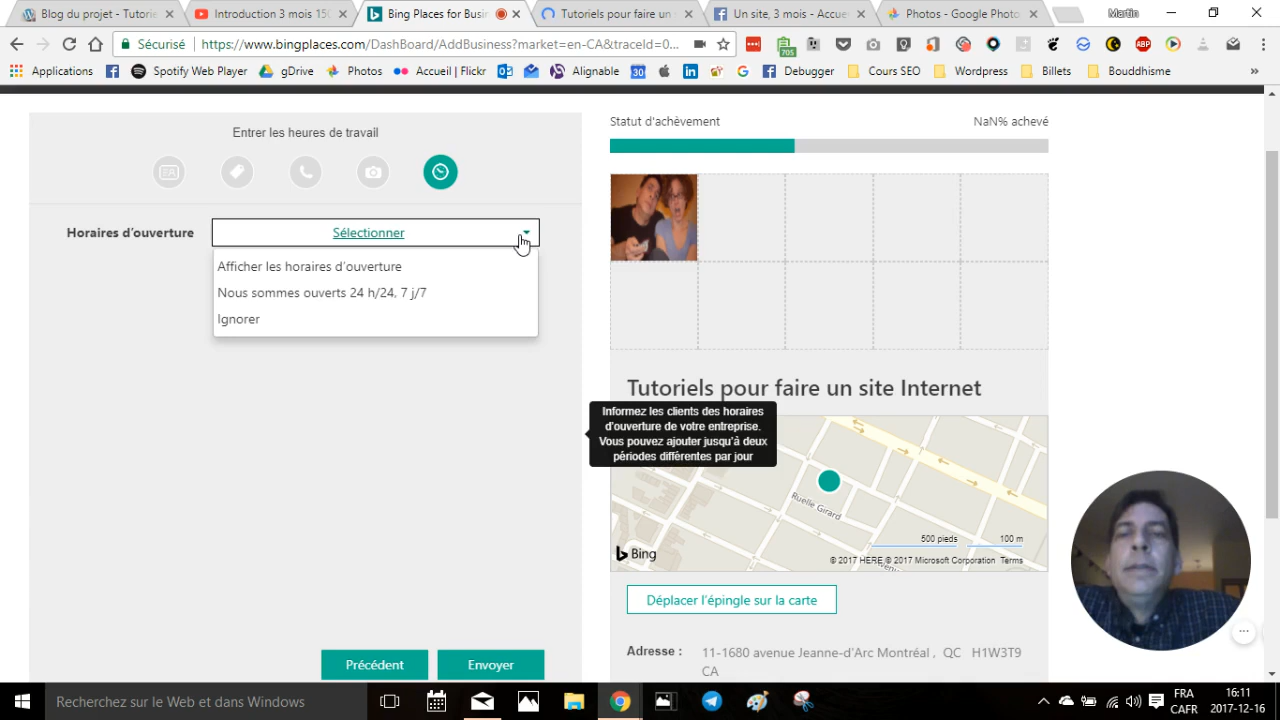 Blog du projet - Tutorie
Introduction 3 mois 150
Bing Places for Busin
Tutoriels pour faire un s
Un site, 3 mois - Accue
Photos - Google Photo
Martin
Sécurisé
https://www.bingplaces.com/DashBoard/AddBusiness?market=en-CA&traceId=0...
705
ABP
Applications
Spotify Web Player
gDrive
Photos
Accueil | Flickr
30
Alignable
Debugger
Cours SEO
Wordpress
Billets
Bouddhisme
»
Entrer les heures de travail
Horaires d'ouverture
Sélectionner
Afficher les horaires d'ouverture
Nous sommes ouverts 24 h/24, 7 j/7
Ignorer
Précédent
Envoyer
Statut d'achèvement
NaN% achevé
Tutoriels pour faire un site Internet
Informez les clients des horaires
d'ouverture de votre entreprise.
Vous pouvez ajouter jusqu'à deux
périodes différentes par jour
Ruelle Girard
500 pieds
100 m
Bing
© 2017 HERE © 2017 Microsoft Corporation Terms
Déplacer l'épingle sur la carte
Adresse :
11-1680 avenue Jeanne-d'Arc Montréal , QC H1W3T9
CA
Recherchez sur le Web et dans Windows
FRA
CAFR
16:11
2017-12-16